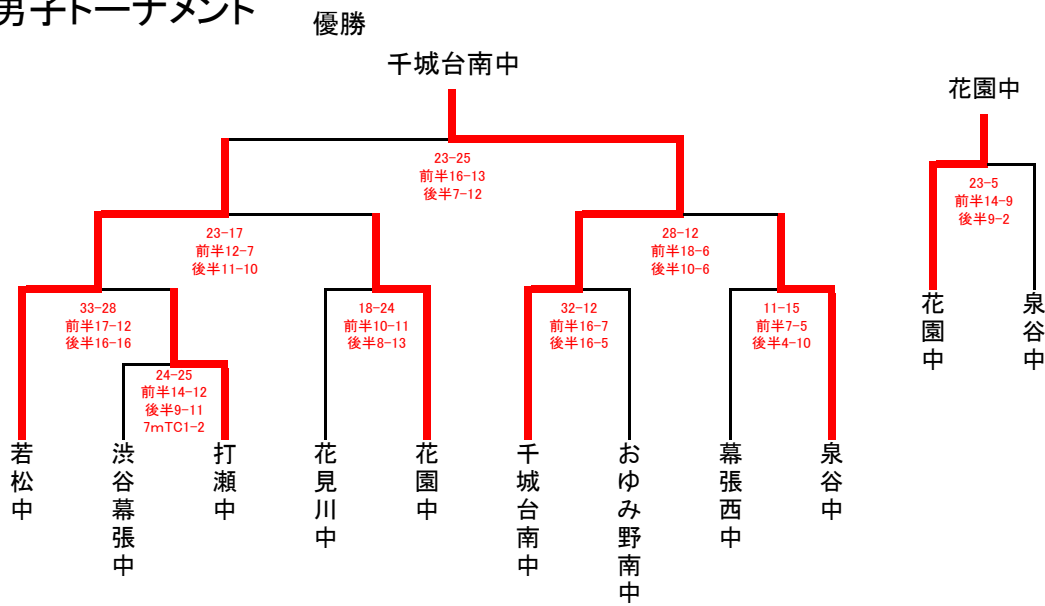 男子トーナメント
優勝
千城台南中
花園中
23-25
前半16-13
後半7-12
23-5
前半14-9
後半9-2
23-17
前半12-7
後半11-10
28-12
前半18-6
後半10-6
33-28
前半17-12
後半16-16
18-24
前半10-11
後半8-13
32-12
前半16-7
後半16-5
11-15
前半7-5
後半4-10
花園中
泉谷中
24-25
前半14-12
後半9-11
7mTC1-2
若松中
渋谷幕張中
打瀬中
花見川中
花園中
千城台南中
おゆみ野南中
幕張西中
泉谷中